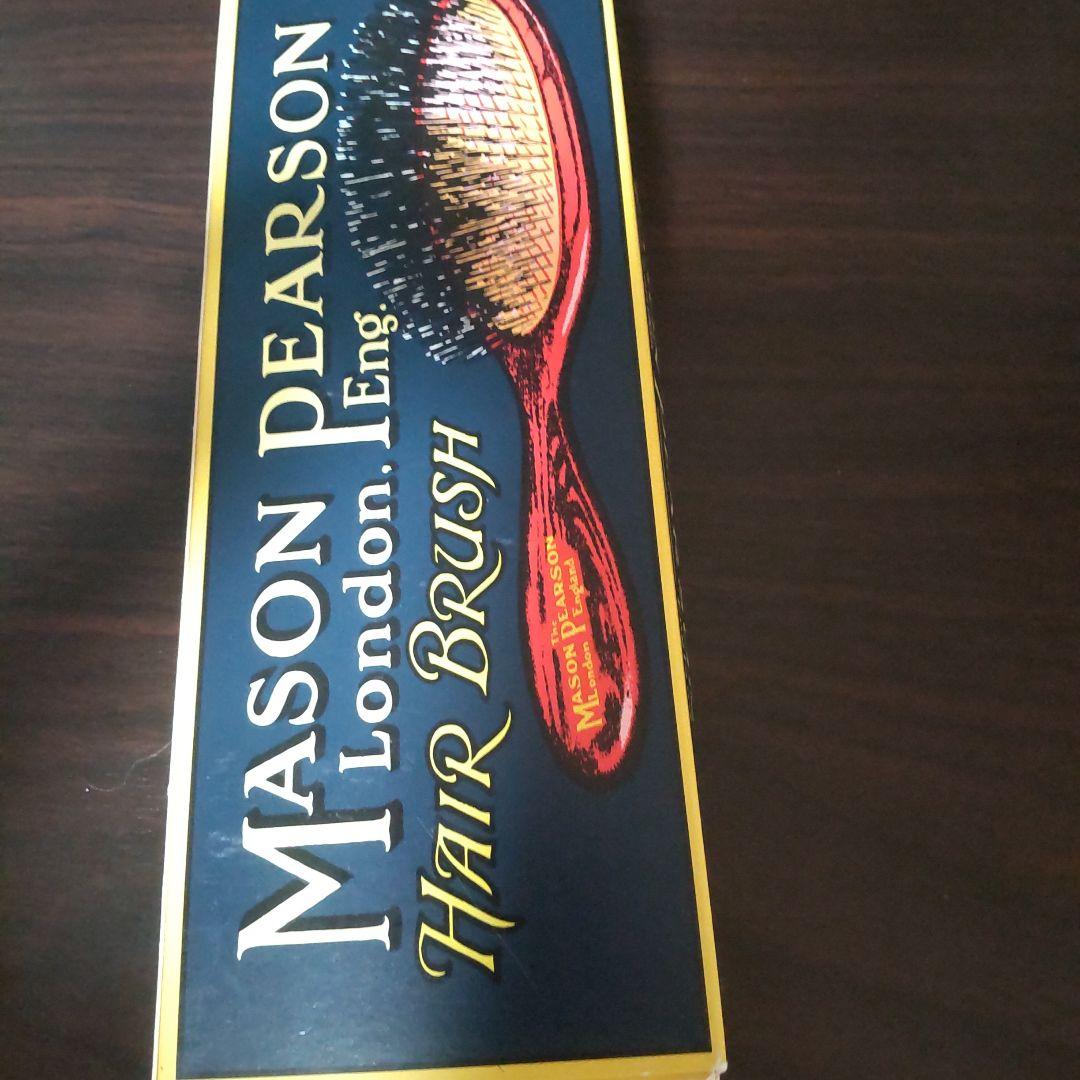 MASON PEARSON
London. Eng.
HAIR BRUSH
The
MASON PEARSON
London England